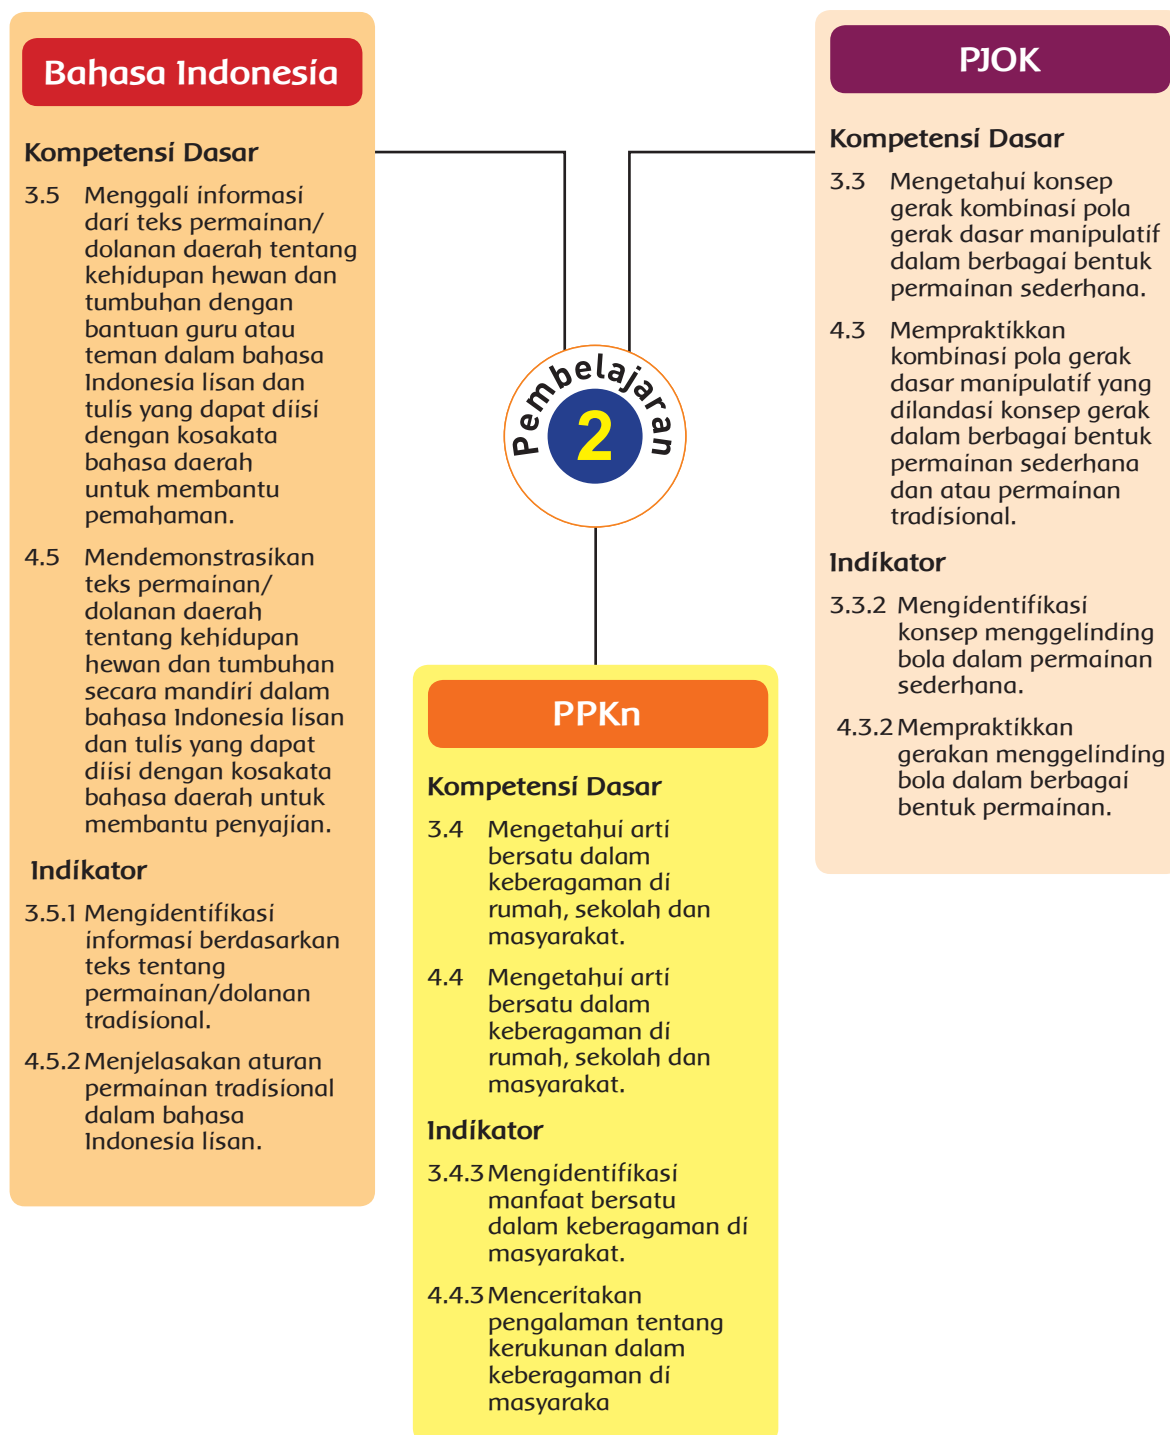 Bahasa Indonesia
Kompetensi Dasar
3.5 Menggali informasi
dari teks permainan/
dolanan daerah tentang
kehidupan hewan dan
tumbuhan dengan
bantuan guru atau
teman dalam bahasa
Indonesia lisan dan
tulis yang dapat diisi
dengan kosakata
bahasa daerah
untuk membantu
pemahaman.
4.5 Mendemonstrasikan
teks permainan/
dolanan daerah
tentang kehidupan
hewan dan tumbuhan
secara mandiri dalam
bahasa Indonesia lisan
dan tulis yang dapat
diisi dengan kosakata
bahasa daerah untuk
membantu penyajian.
Indikator
3.5.1 Mengidentifikasi
informasi berdasarkan
teks tentang
permainan/dolanan
tradisional.
4.5.2 Menjelasakan aturan
permainan tradisional
dalam bahasa
Indonesia lisan.
Pembelajaran
2
PPKn
Kompetensi Dasar
3.4 Mengetahui arti
bersatu dalam
keberagaman di
rumah, sekolah dan
masyarakat.
4.4 Mengetahui arti
bersatu dalam
keberagaman di
rumah, sekolah dan
masyarakat.
Indikator
3.4.3 Mengidentifikasi
manfaat bersatu
dalam keberagaman di
masyarakat.
4.4.3 Menceritakan
pengalaman tentang
kerukunan dalam
keberagaman di
masyaraka
PJOK
Kompetensi Dasar
3.3 Mengetahui konsep
gerak kombinasi pola
gerak dasar manipulatif
dalam berbagai bentuk
permainan sederhana.
4.3 Mempraktikkan
kombinasi pola gerak
dasar manipulatif yang
dilandasi konsep gerak
dalam berbagai bentuk
permainan sederhana
dan atau permainan
tradisional.
Indikator
3.3.2 Mengidentifikasi
konsep menggelinding
bola dalam permainan
sederhana.
4.3.2 Mempraktikkan
gerakan menggelinding
bola dalam berbagai
bentuk permainan.